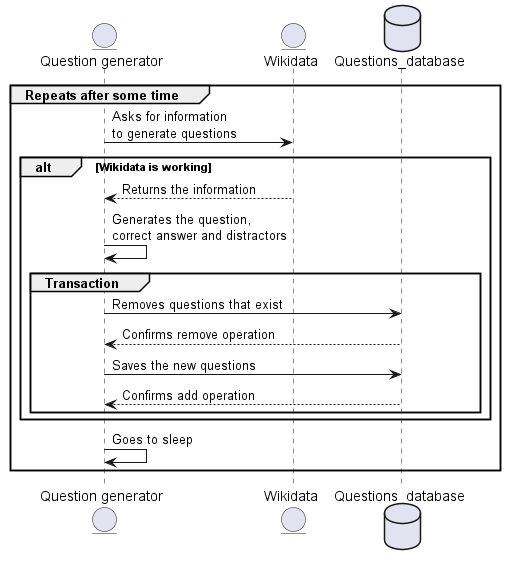 Question generator
Wikidata
Questions_database
Repeats after some time
Asks for information
to generate questions
alt
[Wikidata is working]
Returns the information
Generates the question,
correct answer and distractors
Transaction
Removes questions that exist
Confirms remove operation
Saves the new questions
Confirms add operation
Goes to sleep
Question generator
Wikidata
Questions_database